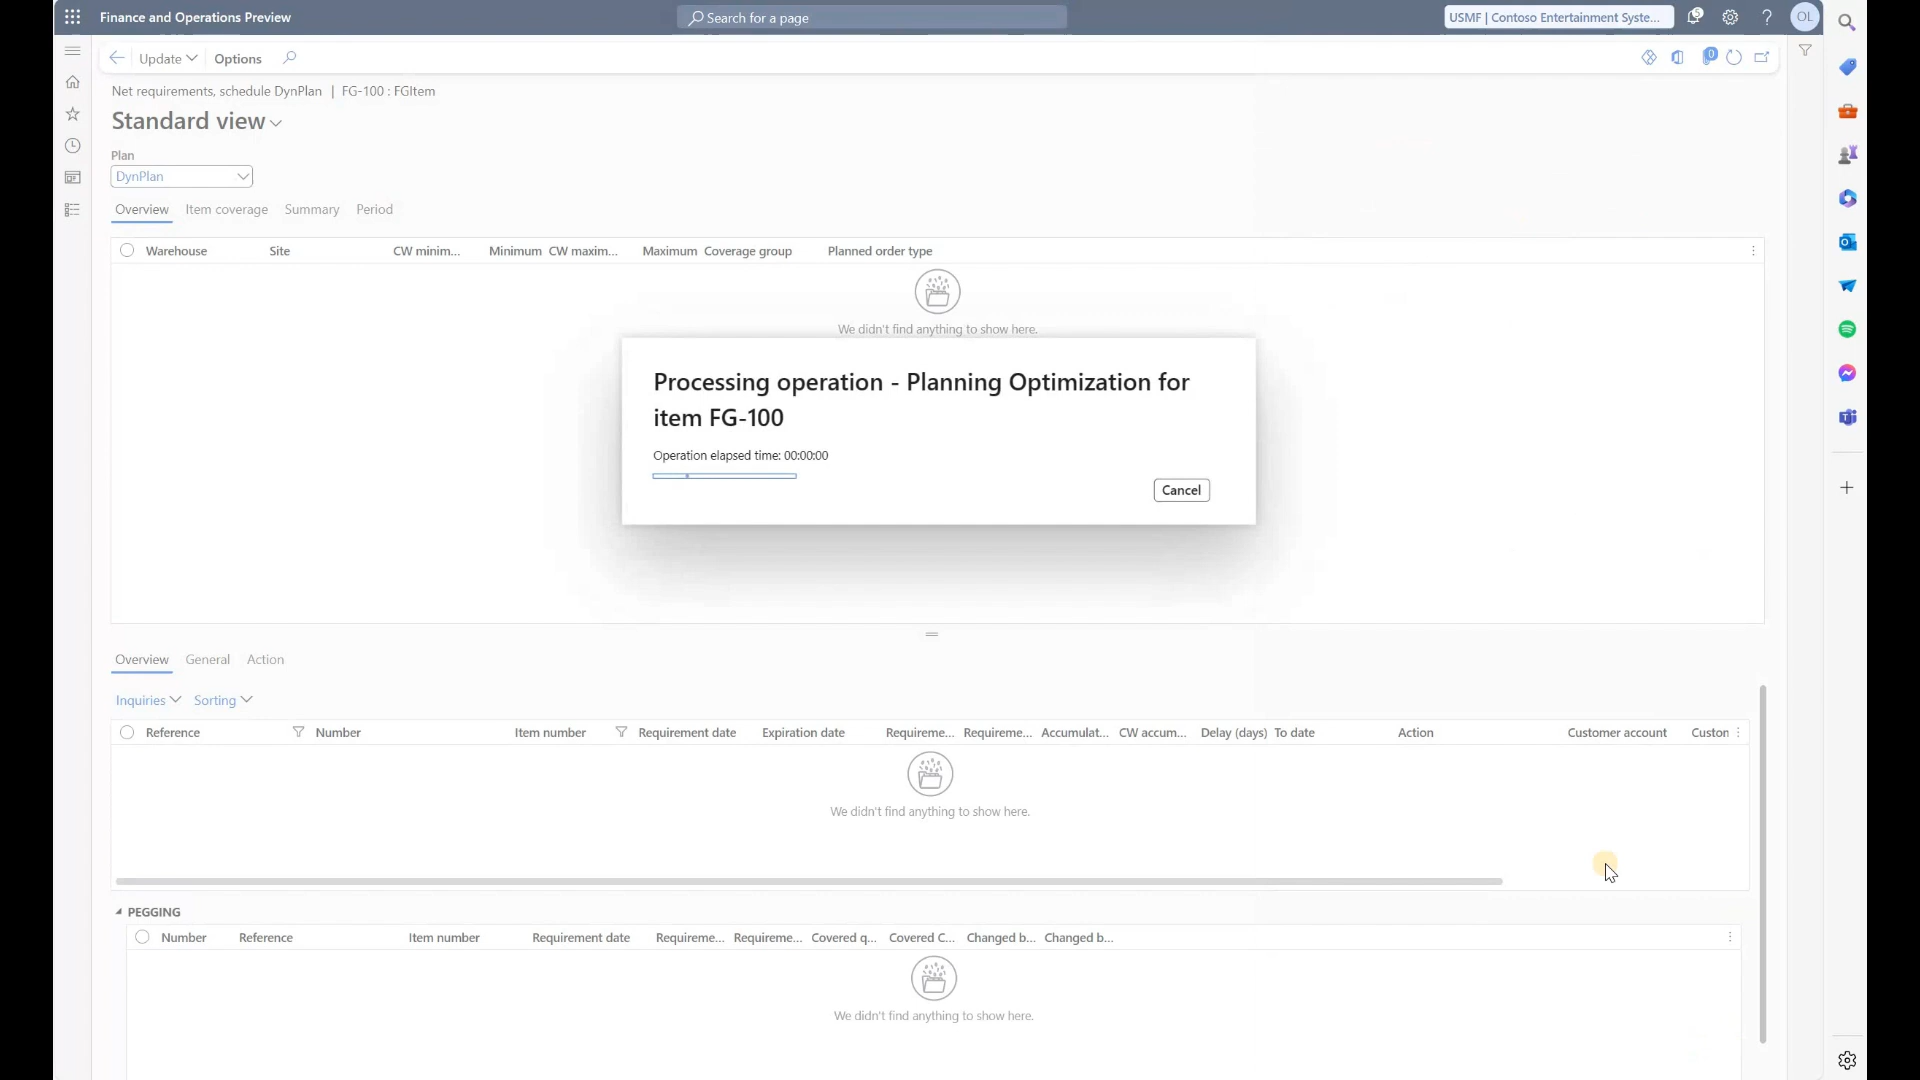 Finance and Operations Preview
Search for a page
USMF | Contoso Entertainment Syste...
5
OL
Update
Options
0
Net requirements, schedule DynPlan | FG-100 : FGItem
Standard view
Plan
DynPlan
Overview Item coverage Summary Period
Warehouse Site CW minim... Minimum CW maxim... Maximum Coverage group Planned order type
We didn't find anything to show here.
Processing operation - Planning Optimization for
item FG-100
Operation elapsed time: 00:00:00
Cancel
Overview General Action
Inquiries Sorting
Reference Number Item number Requirement date Expiration date Requireme... Requireme... Accumulat... CW accum... Delay (days) To date Action Customer account Custon
We didn't find anything to show here.
PEGGING
Number Reference Item number Requirement date Requireme... Requireme... Covered q... Covered C... Changed b... Changed b...
We didn't find anything to show here.